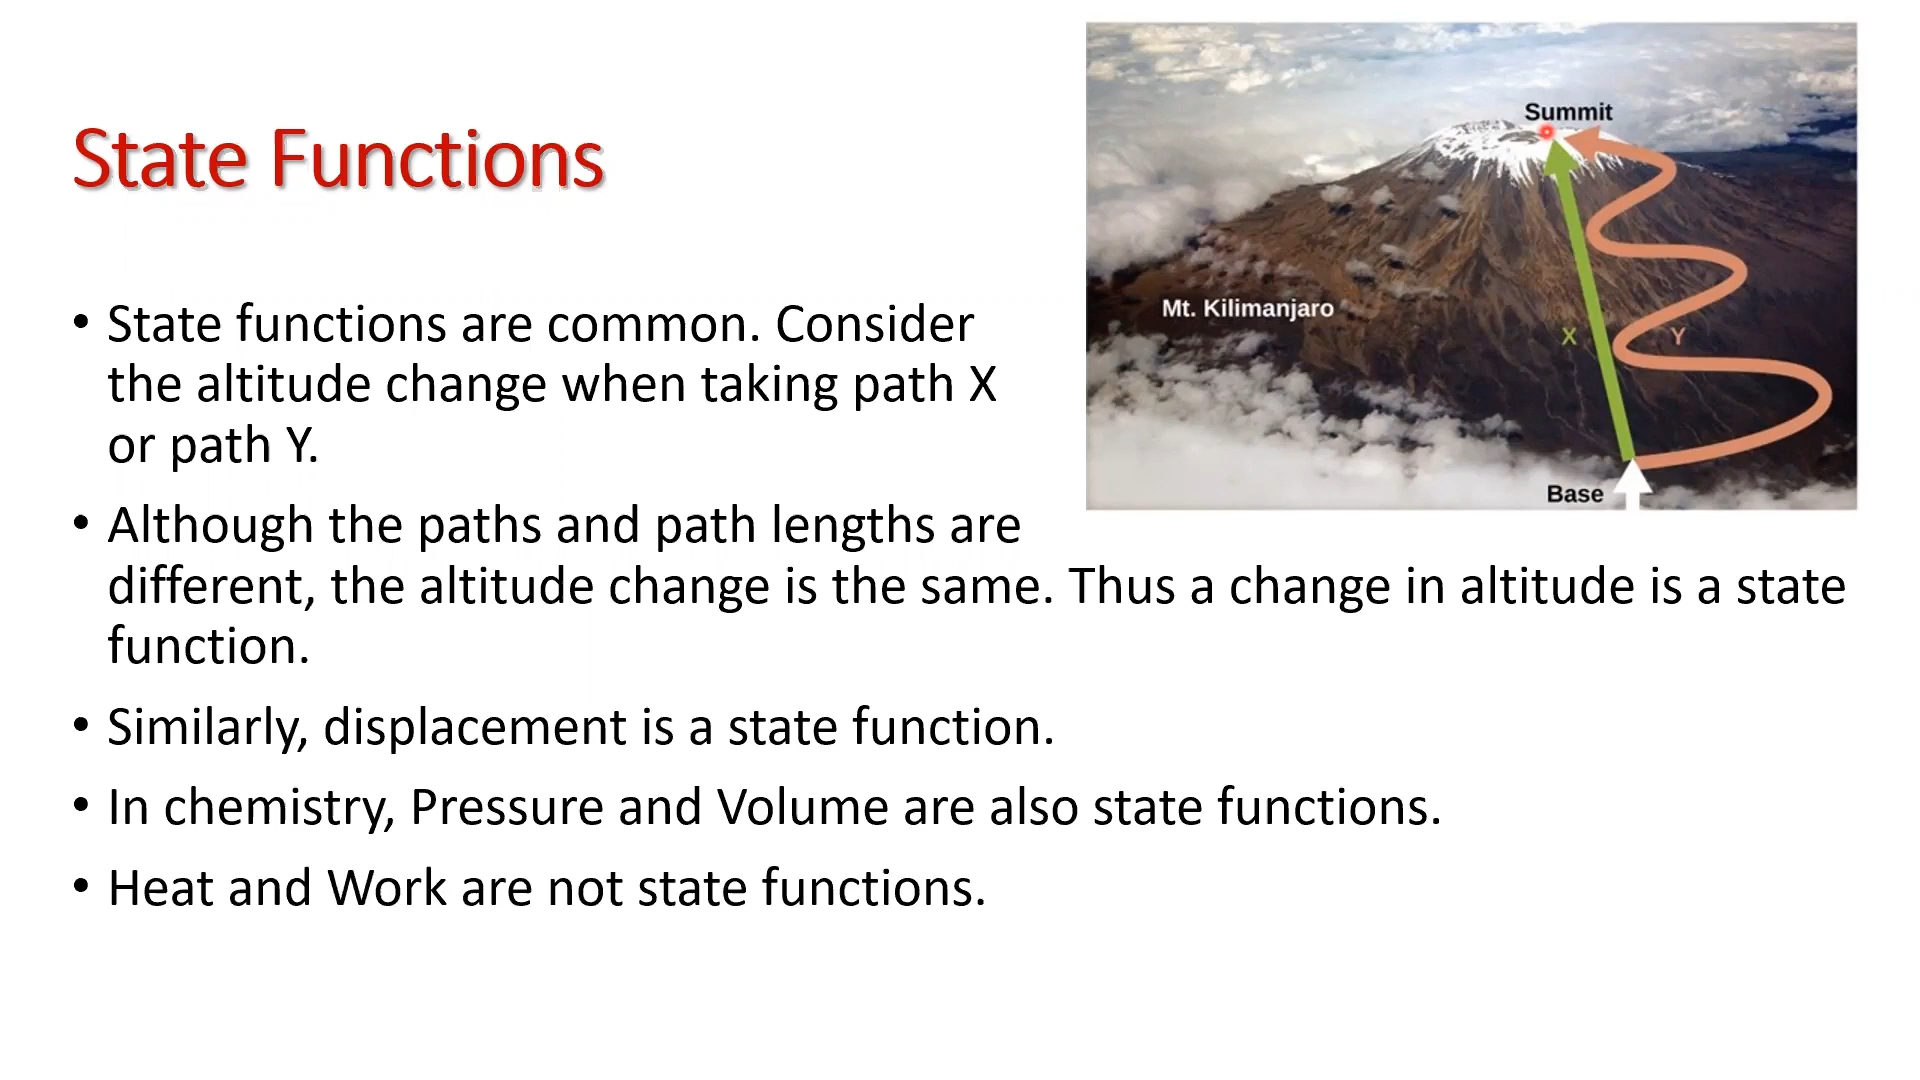 State Functions
• State functions are common. Consider
the altitude change when taking path X
or path Y.
• Although the paths and path lengths are
different, the altitude change is the same. Thus a change in altitude is a state
function.
• Similarly, displacement is a state function.
• In chemistry, Pressure and Volume are also state functions.
• Heat and Work are not state functions.
Summit
Mt. Kilimanjaro
X
Y
Base